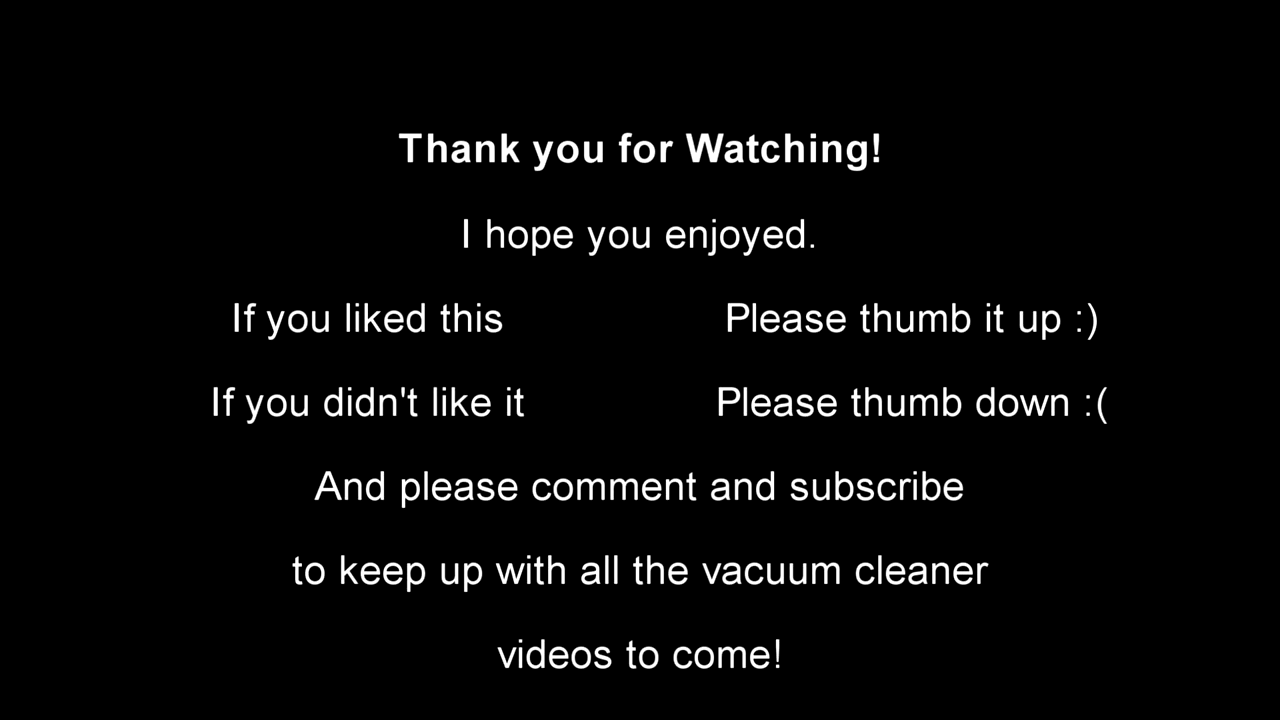 Thank you for Watching!
I hope you enjoyed.
If you liked this Please thumb it up :)
If you didn't like it Please thumb down :(
And please comment and subscribe
to keep up with all the vacuum cleaner
videos to come!